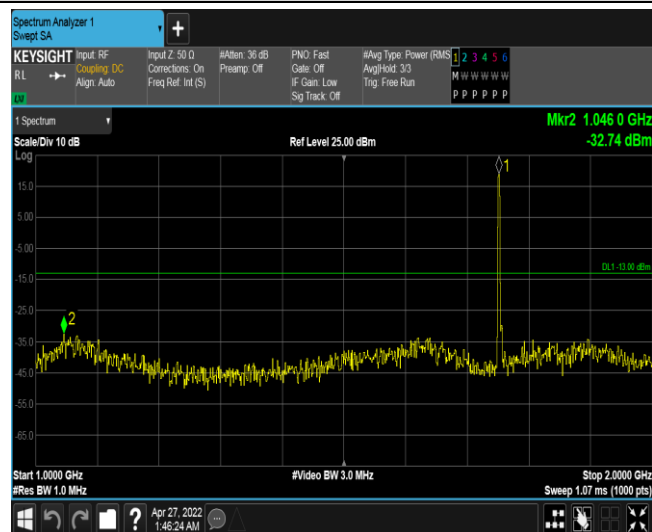 Spectrum Analyzer 1
Swept SA
+
KEYSIGHT Input: RF Input Z: 50 Ω #Atten: 36 dB PNO: Fast #Avg Type: Power (RMS 1 2 3 4 5 6
RL Coupling: DC Corrections: On Preamp: Off Gate: Off Avg|Hold: 3/3 M W W W W W
Align: Auto Freq Ref: Int (S) IF Gain: Low Trig: Free Run P P P P P P
Sig Track: Off
1 Spectrum Mkr2 1.046 0 GHz
Scale/Div 10 dB Ref Level 25.00 dBm -32.74 dBm
Log
1
15.0
5.00
-5.00
DL1 -13.00 dBm
-15.0
-25.0
2
-35.0
-45.0
-55.0
-65.0
Start 1.0000 GHz #Video BW 3.0 MHz Stop 2.0000 GHz
#Res BW 1.0 MHz Sweep 1.07 ms (1000 pts)
? Apr 27, 2022
1:46:24 AM